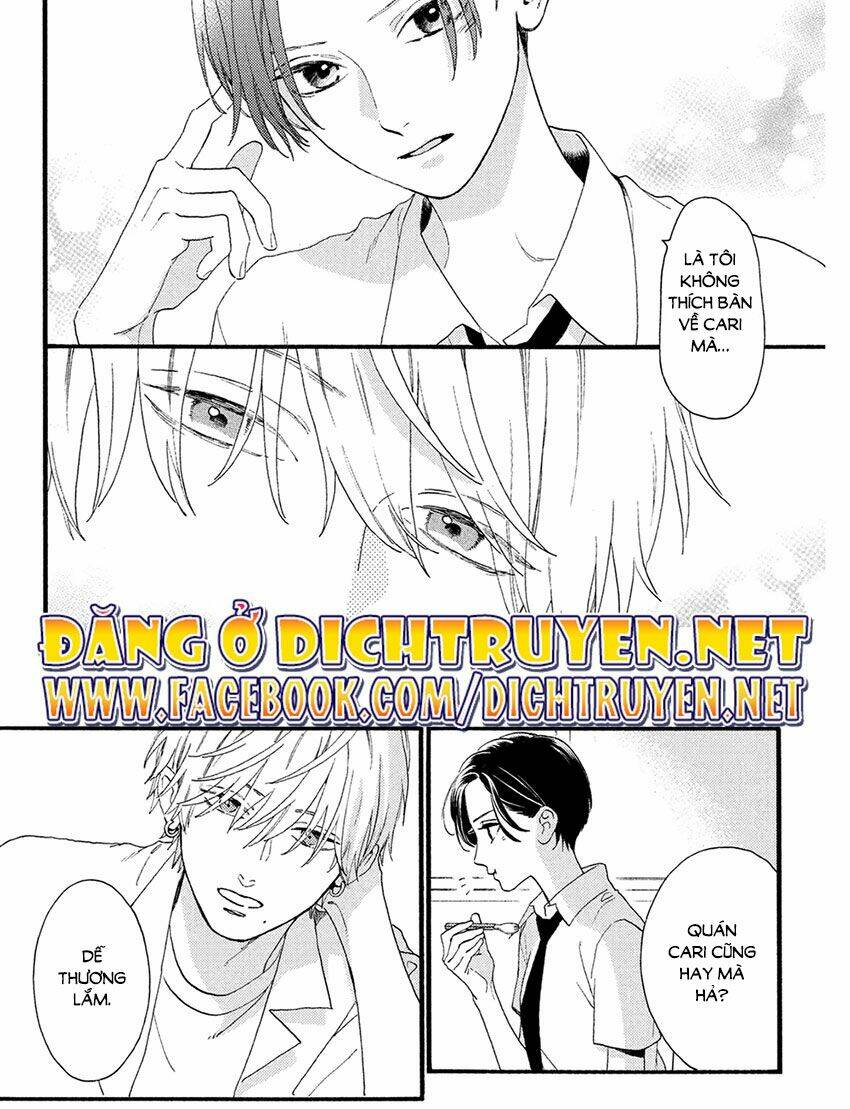 LÀ TÔI
KHÔNG
THÍCH BÀN
VỀ CARI
MÀ...
ĐĂNG Ở DICHTRUYEN.NET
WWW.FACEBOOK.COM/DICHTRUYEN.NET
QUÁN
CARI CŨNG
HAY MÀ
HẢ?
DỄ
THƯƠNG
LẮM.